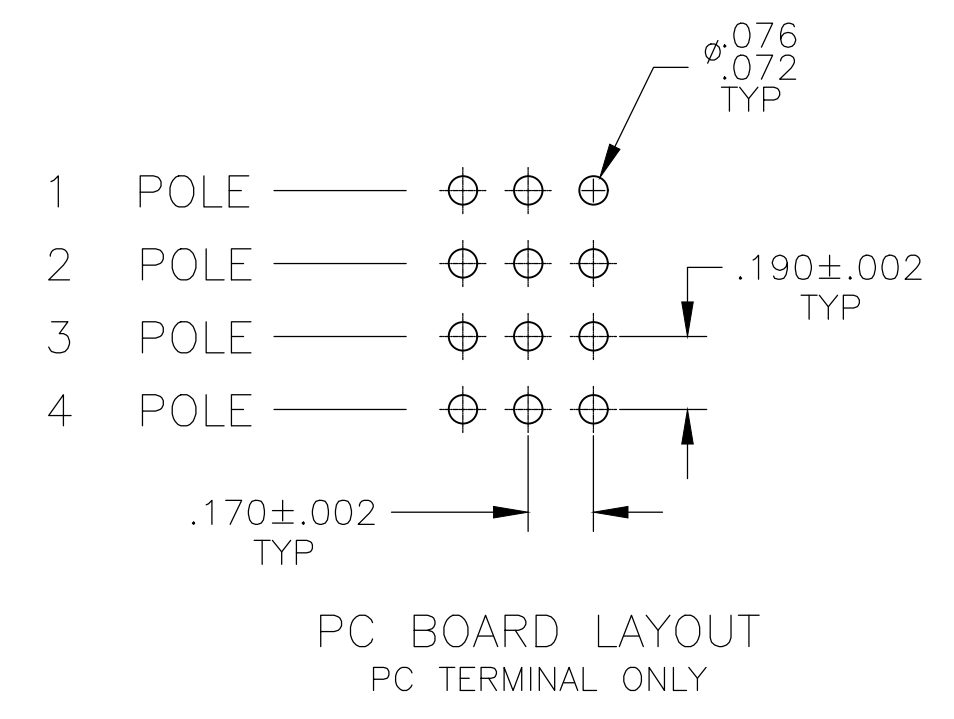 ø.076
.072
TYP
1 POLE
2 POLE
.190±.002
TYP
3 POLE
4 POLE
.170±.002
TYP
PC BOARD LAYOUT
PC TERMINAL ONLY